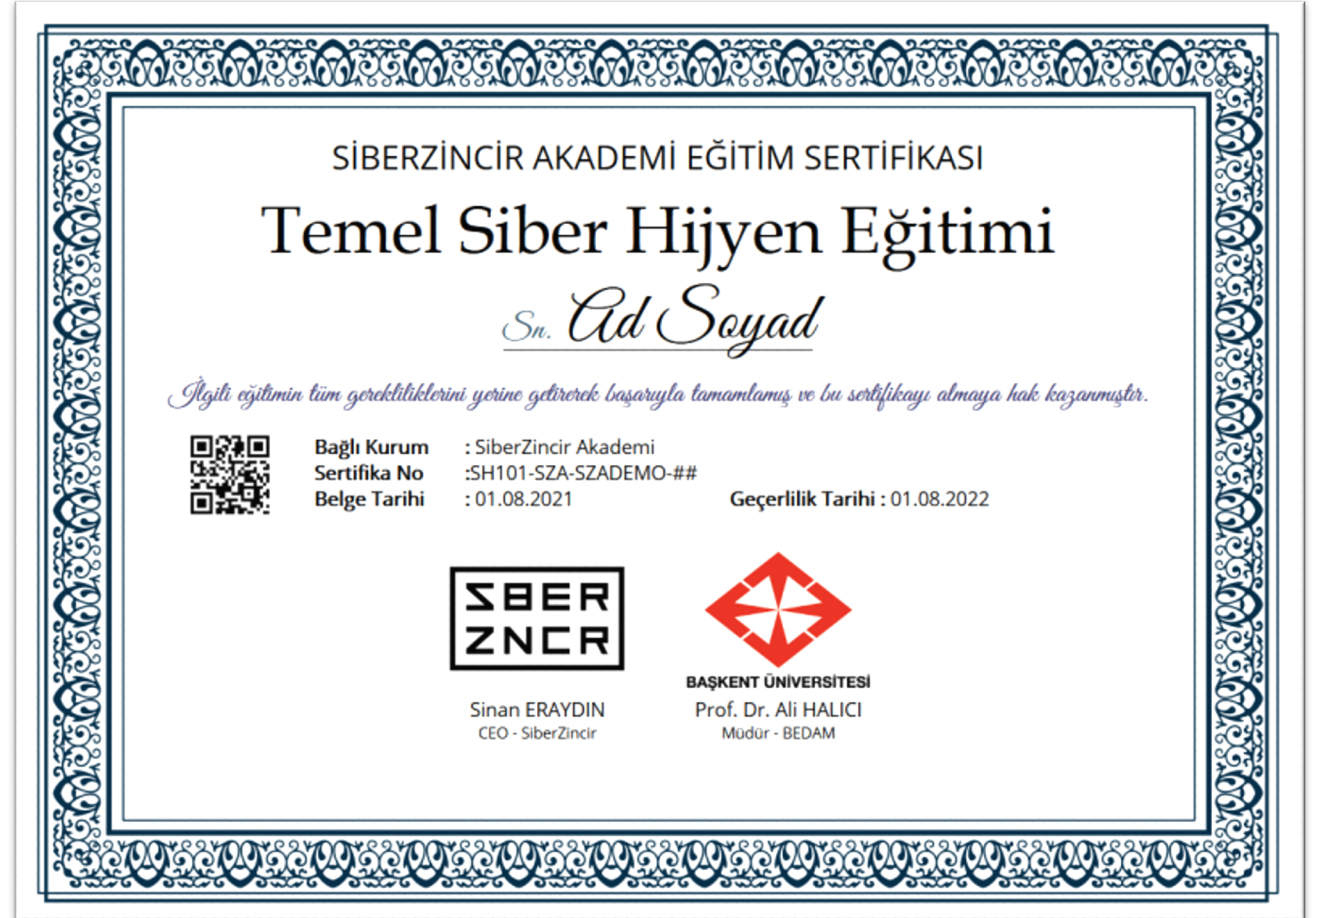 SİBERZİNCİR AKADEMİ EĞİTİM SERTİFİKASI
Temel Siber Hijyen Eğitimi
Sn. Ad Soyad
İlgili eğitimin tüm gerekliliklerini yerine getirerek başarıyla tamamlamış ve bu sertifikayı almaya hak kazanmıştır.
Bağlı Kurum : SiberZincir Akademi
Sertifika No :SH101-SZA-SZADEMO-##
Belge Tarihi : 01.08.2021 Geçerlilik Tarihi : 01.08.2022
SBER
ZNCR
BAŞKENT ÜNİVERSİTESİ
Sinan ERAYDIN Prof. Dr. Ali HALICI
CEO - SiberZincir Müdür - BEDAM